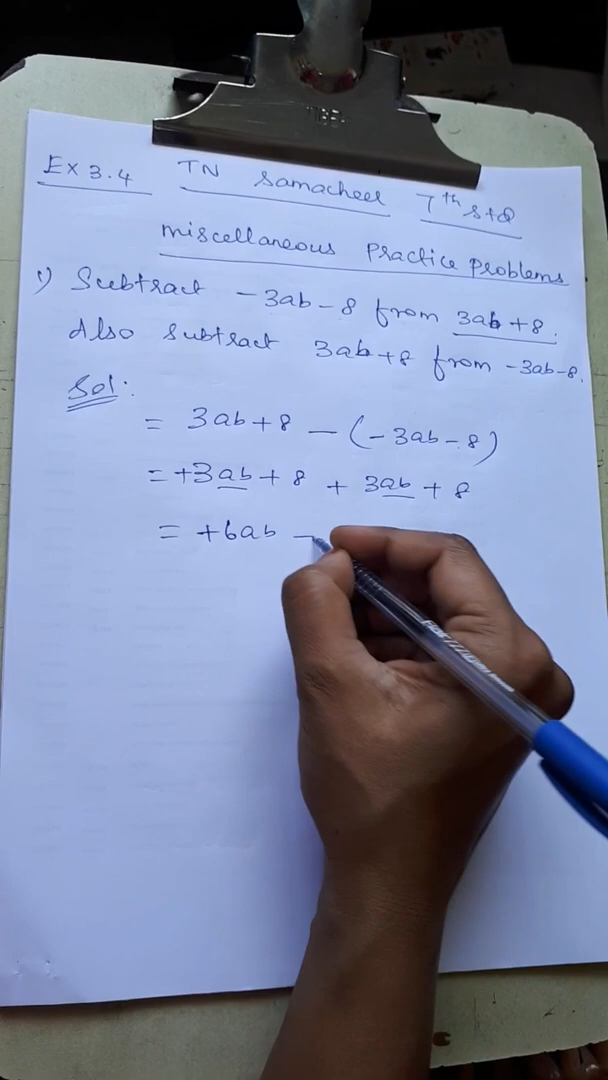 Ex 3.4 TN Samacheer 7th std
miscellaneous Practice Problems
1) Subtract -3ab-8 from 3ab+8.
Also subtract 3ab+8 from -3ab-8.
Sol:
= 3ab+8 - (-3ab-8)
= +3ab+8 + 3ab+8
= +6ab -